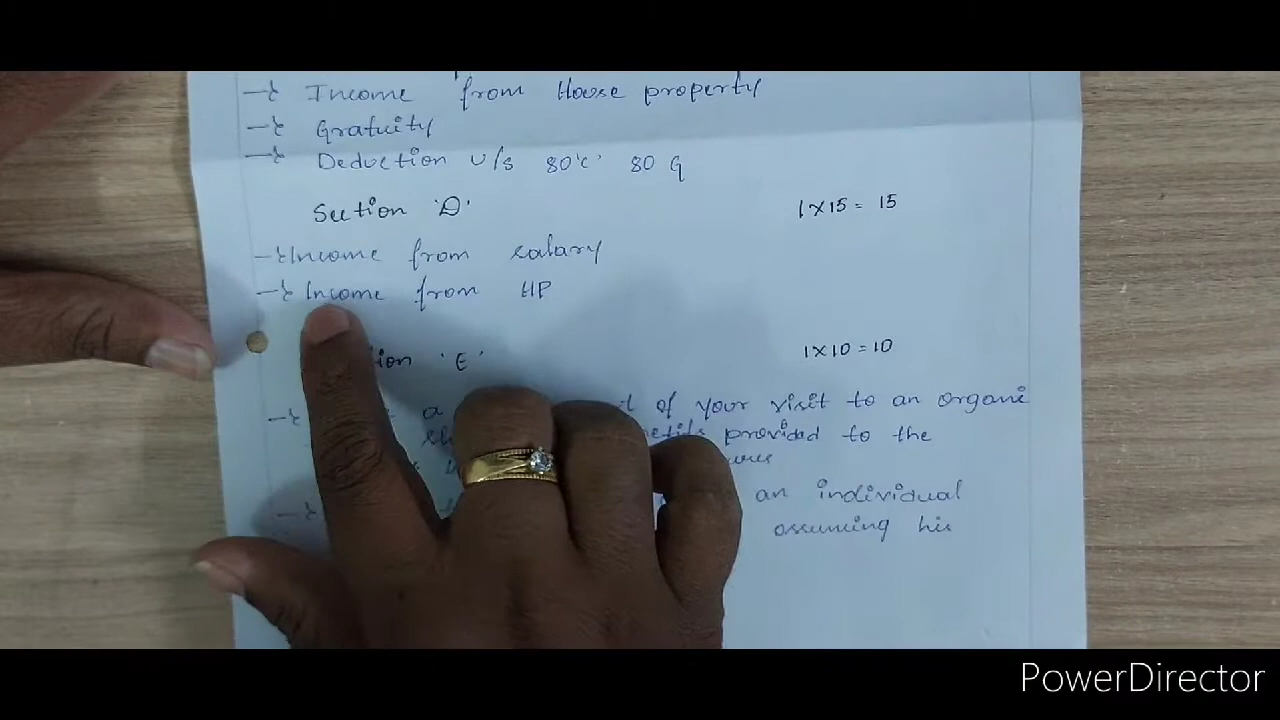 Income from House property
Gratuity
Deduction U/s 80'C' 80 G
Section 'D' 1X15 = 15
Income from salary
Income from HP
'E' 1X10 = 10
a of your visit to an organi
provided to the
an individual
assuming his
PowerDirector